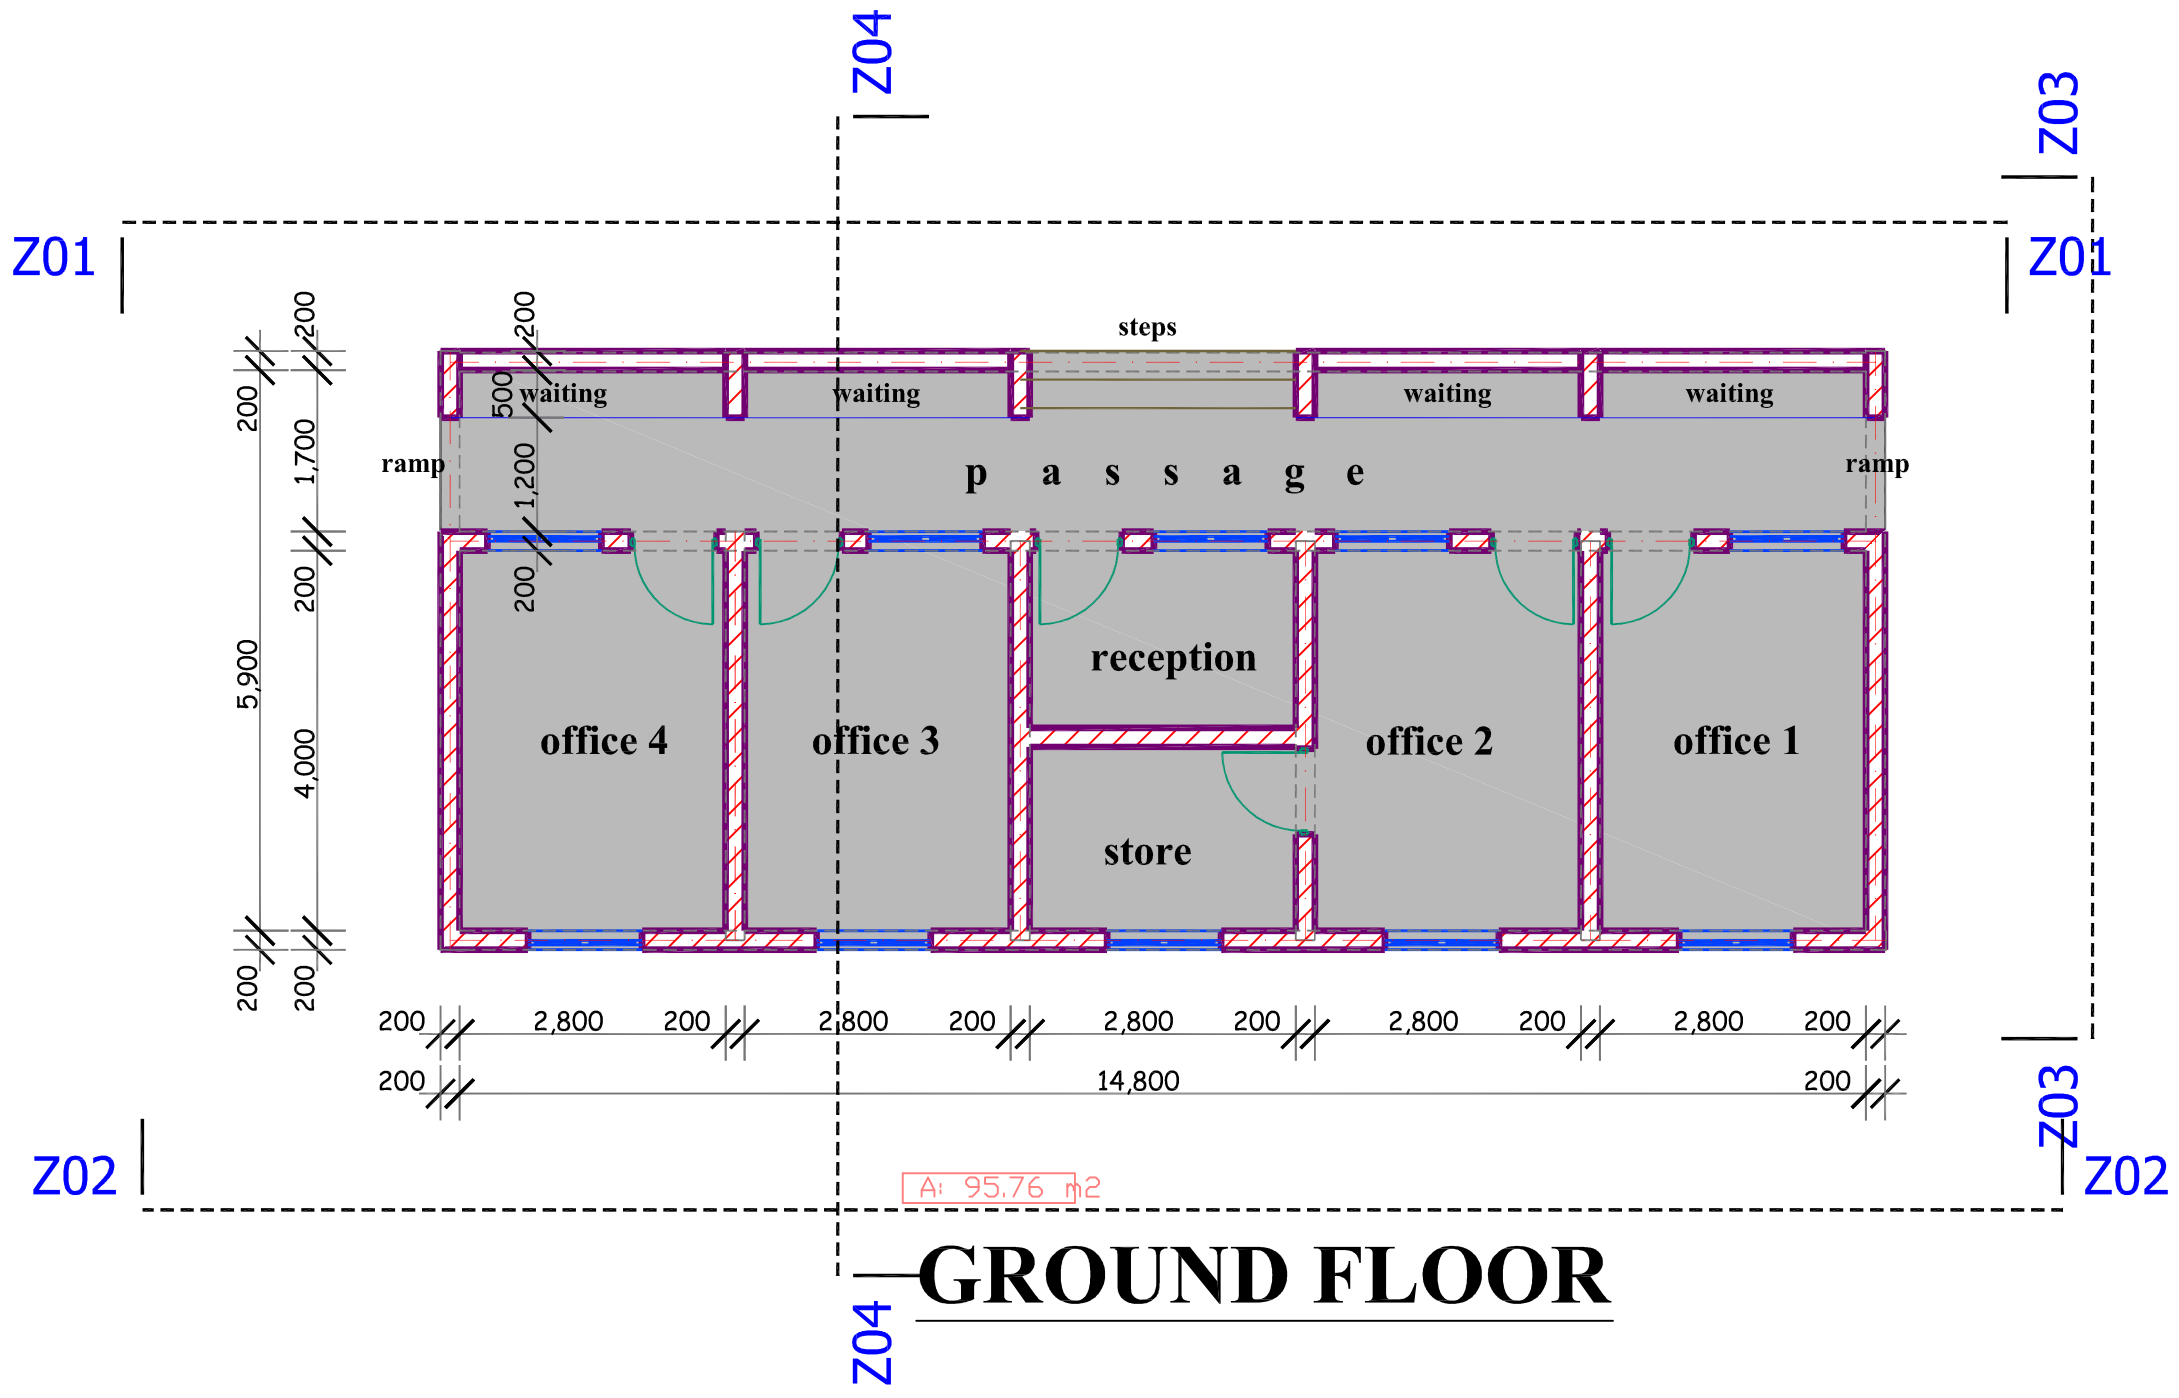 Z04
Z03
Z01
Z01
200
200
steps
200
500
waiting
waiting
waiting
waiting
1,700
ramp
1,200
p a s s a g e
ramp
200
200
reception
5,900
4,000
office 4
office 3
office 2
office 1
store
200
200
200
2,800
200
2,800
200
2,800
200
2,800
200
2,800
200
200
14,800
200
Z03
Z02
A: 95.76 m2
Z02
GROUND FLOOR
Z04